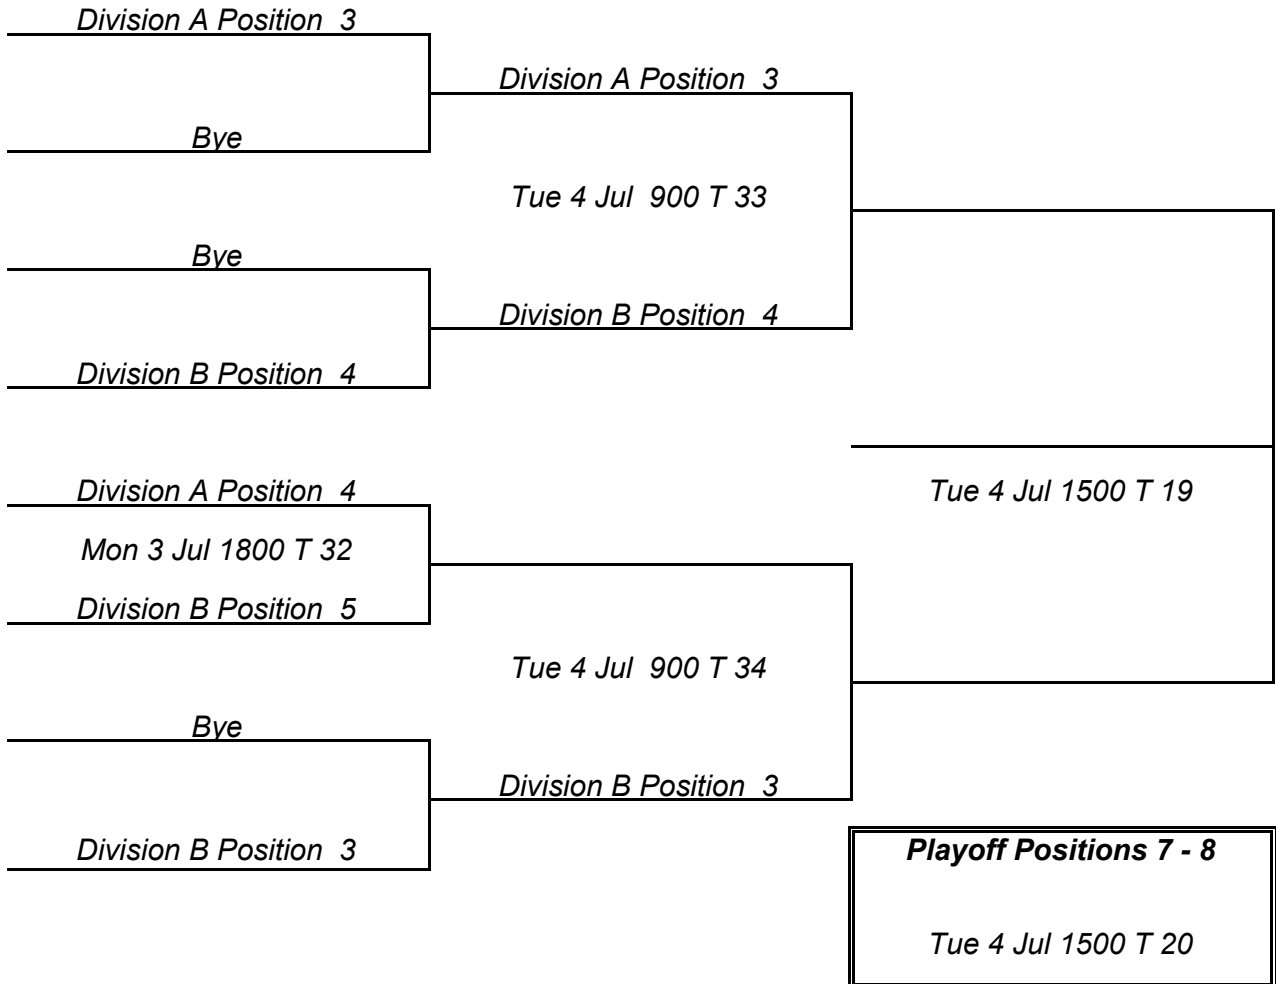 Division A Position 3
Division A Position 3
Bye
Tue 4 Jul 900 T 33
Bye
Division B Position 4
Division B Position 4
Division A Position 4
Tue 4 Jul 1500 T 19
Mon 3 Jul 1800 T 32
Division B Position 5
Tue 4 Jul 900 T 34
Bye
Division B Position 3
Division B Position 3
Playoff Positions 7 - 8
Tue 4 Jul 1500 T 20